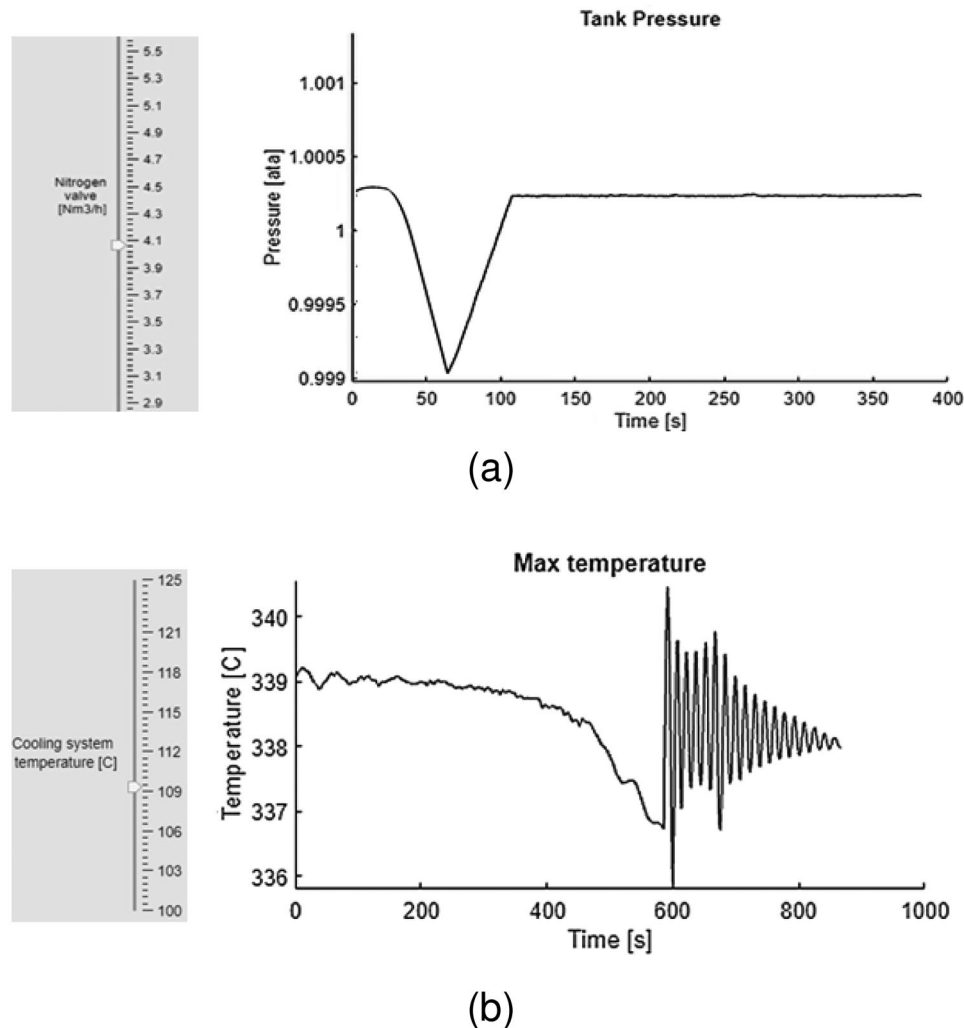 Tank Pressure
5.5
5.3
5.1
4.9
4.7
4.5
4.3
4.1
3.9
3.7
3.5
3.3
3.1
2.9
Nitrogen
valve
[Nm3/h]
Pressure [ata]
1.001
1.0005
1
0.9995
0.999
0 50 100 150 200 250 300 350 400
Time [s]
(a)
Max temperature
125
121
118
115
112
109
106
103
100
Cooling system
temperature [C]
Temperature [C]
340
339
338
337
336
0 200 400 600 800 1000
Time [s]
(b)